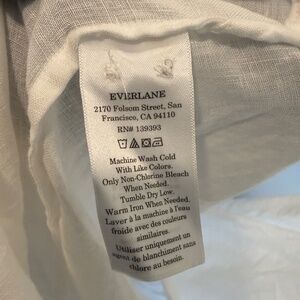 EVERLANE
2170 Folsom Street, San
Francisco, CA 94110
RN# 139393
Machine Wash Cold
With Like Colors.
Only Non-Chlorine Bleach
When Needed.
Tumble Dry Low.
Warm Iron When Needed.
Laver à la machine à l'eau
froide avec des couleurs
similaires.
Utiliser uniquement un
agent de blanchiment sans
chlore au besoin.